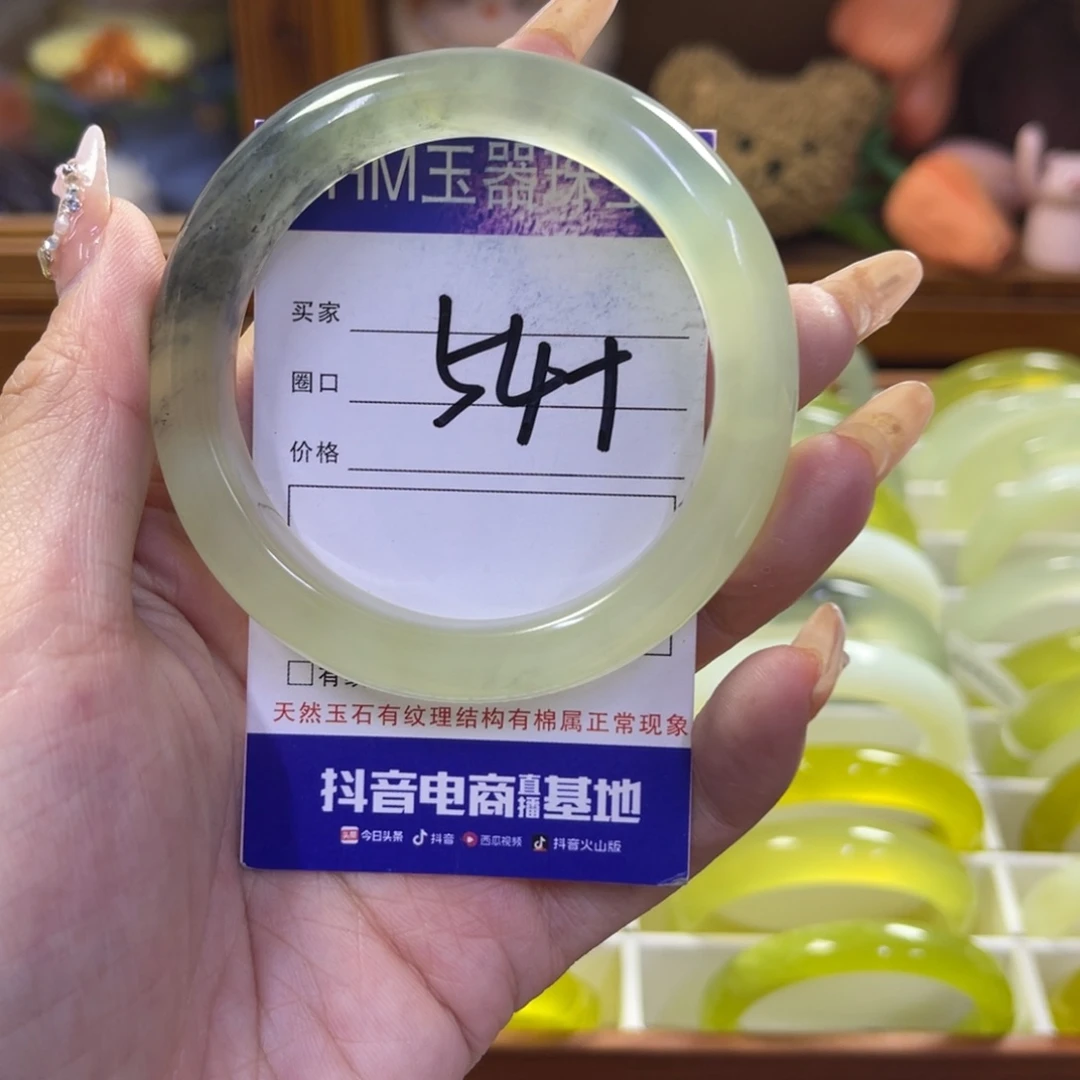 HM玉器珠宝
买家
圈口
价格
54H
天然玉石有纹理结构有棉属正常现象
抖音电商直播基地
今日头条 抖音 西瓜视频 抖音火山版